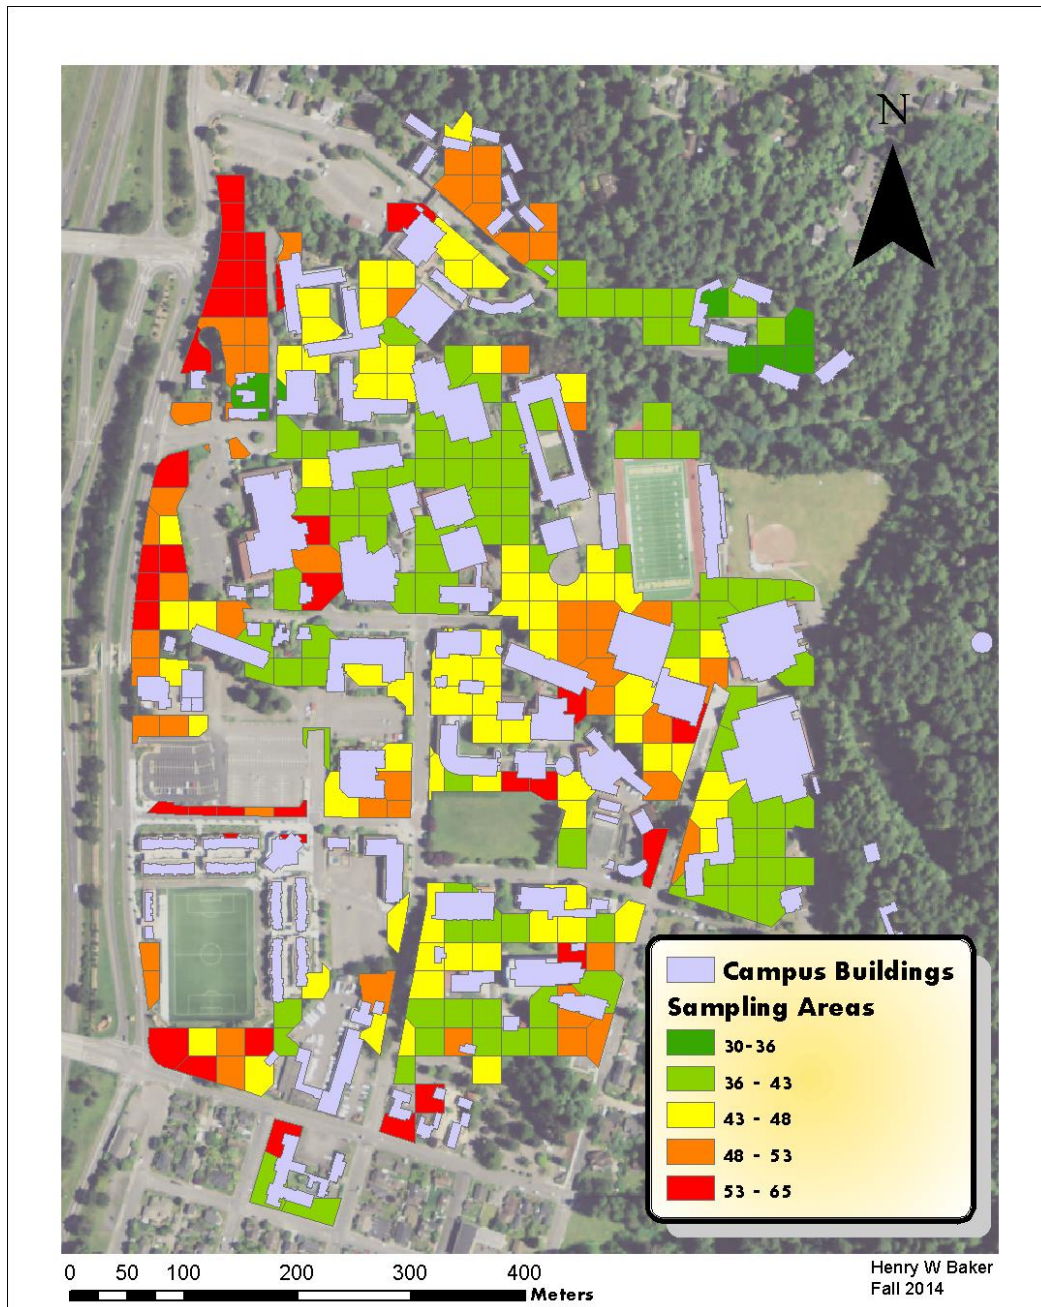 N
Campus Buildings
Sampling Areas
30-36
36 - 43
43 - 48
48 - 53
53 - 65
0 50 100 200 300 400
Meters
Henry W Baker
Fall 2014